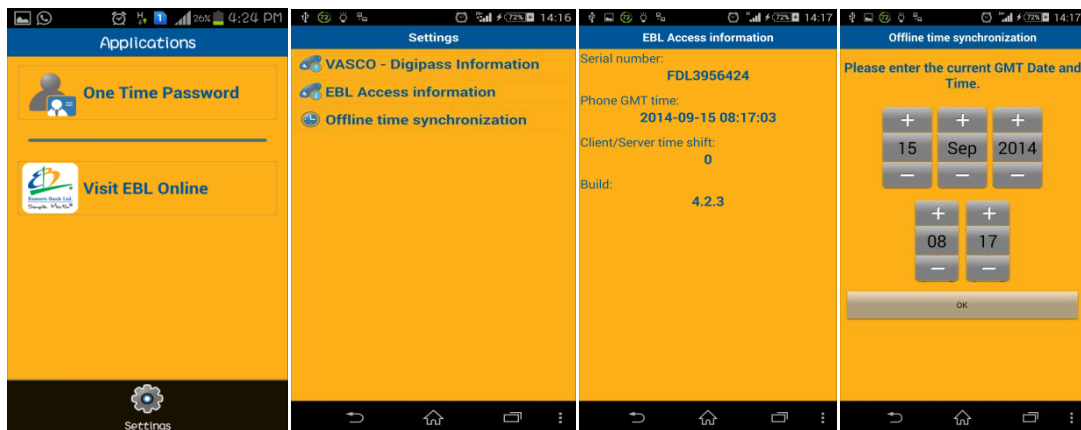 26% 4:24 PM
Applications
One Time Password
Eastern Bank Ltd.
Simple Math.®
Visit EBL Online
Settings
72% 14:16
Settings
VASCO - Digipass Information
EBL Access information
Offline time synchronization
72% 14:17
EBL Access information
Serial number:
FDL3956424
Phone GMT time:
2014-09-15 08:17:03
Client/Server time shift:
0
Build:
4.2.3
72% 14:17
Offline time synchronization
Please enter the current GMT Date and
Time.
+ + +
15 Sep 2014
— — —
+ +
08 17
— —
OK